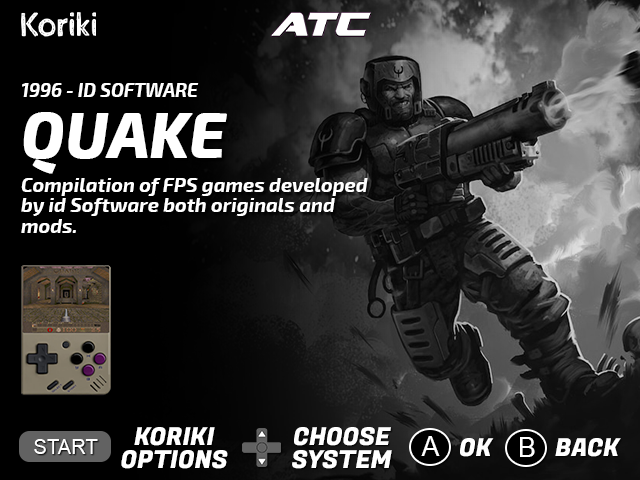 Koriki
ATC
1996 - ID SOFTWARE
QUAKE
Compilation of FPS games developed
by id Software both originals and
mods.
START
KORIKI
OPTIONS
CHOOSE
SYSTEM
A OK
B BACK